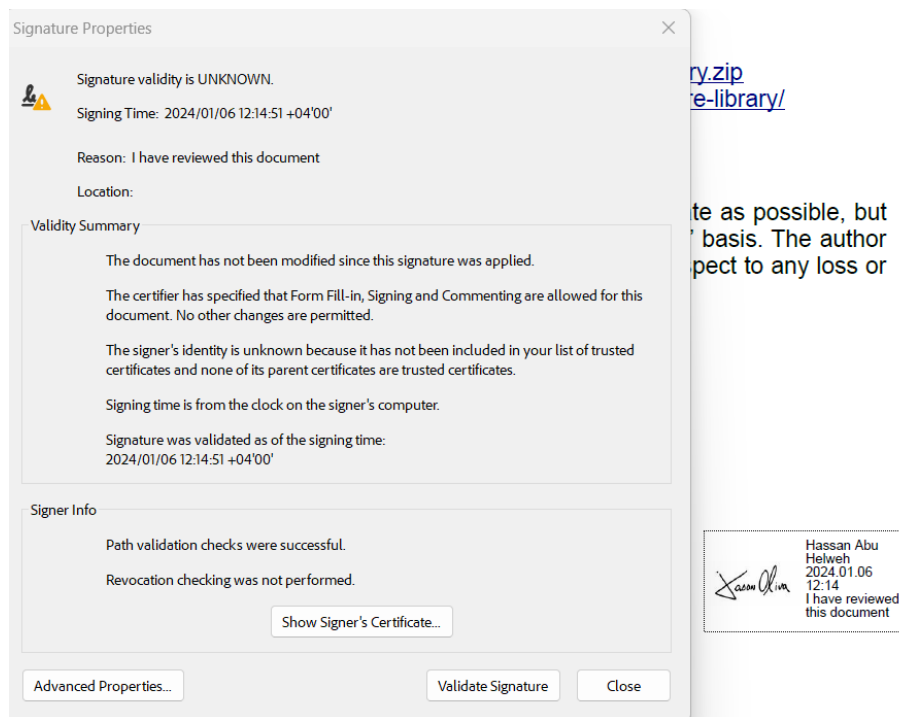 Signature Properties
Signature validity is UNKNOWN.
Signing Time: 2024/01/06 12:14:51 +04'00'
Reason: I have reviewed this document
Location:
Validity Summary
The document has not been modified since this signature was applied.
The certifier has specified that Form Fill-in, Signing and Commenting are allowed for this
document. No other changes are permitted.
The signer's identity is unknown because it has not been included in your list of trusted
certificates and none of its parent certificates are trusted certificates.
Signing time is from the clock on the signer's computer.
Signature was validated as of the signing time:
2024/01/06 12:14:51 +04'00'
Signer Info
Path validation checks were successful.
Revocation checking was not performed.
Show Signer's Certificate...
Advanced Properties...
Validate Signature
Close
ry.zip
re-library/
te as possible, but
' basis. The author
spect to any loss or
Jason Oliva
Hassan Abu
Helweh
2024.01.06
12:14
I have reviewed
this document